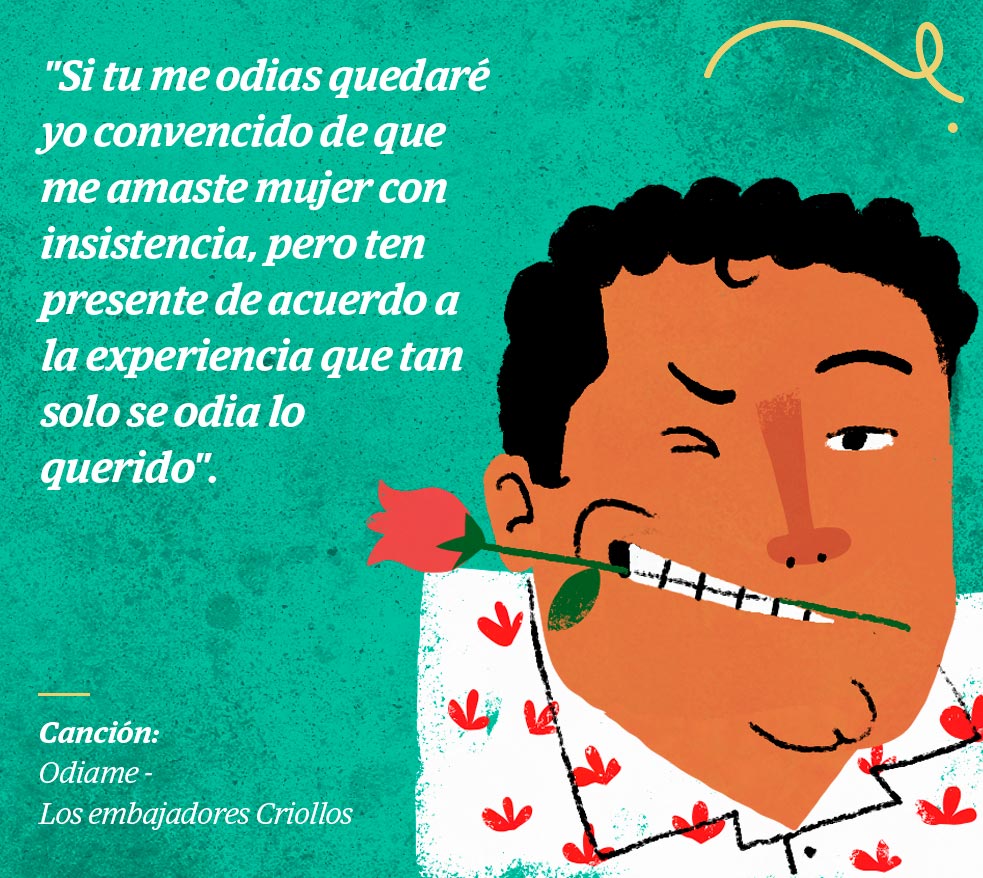 "Si tu me odias quedaré
yo convencido de que
me amaste mujer con
insistencia, pero ten
presente de acuerdo a
la experiencia que tan
solo se odia lo
querido".
Canción:
Odiame -
Los embajadores Criollos